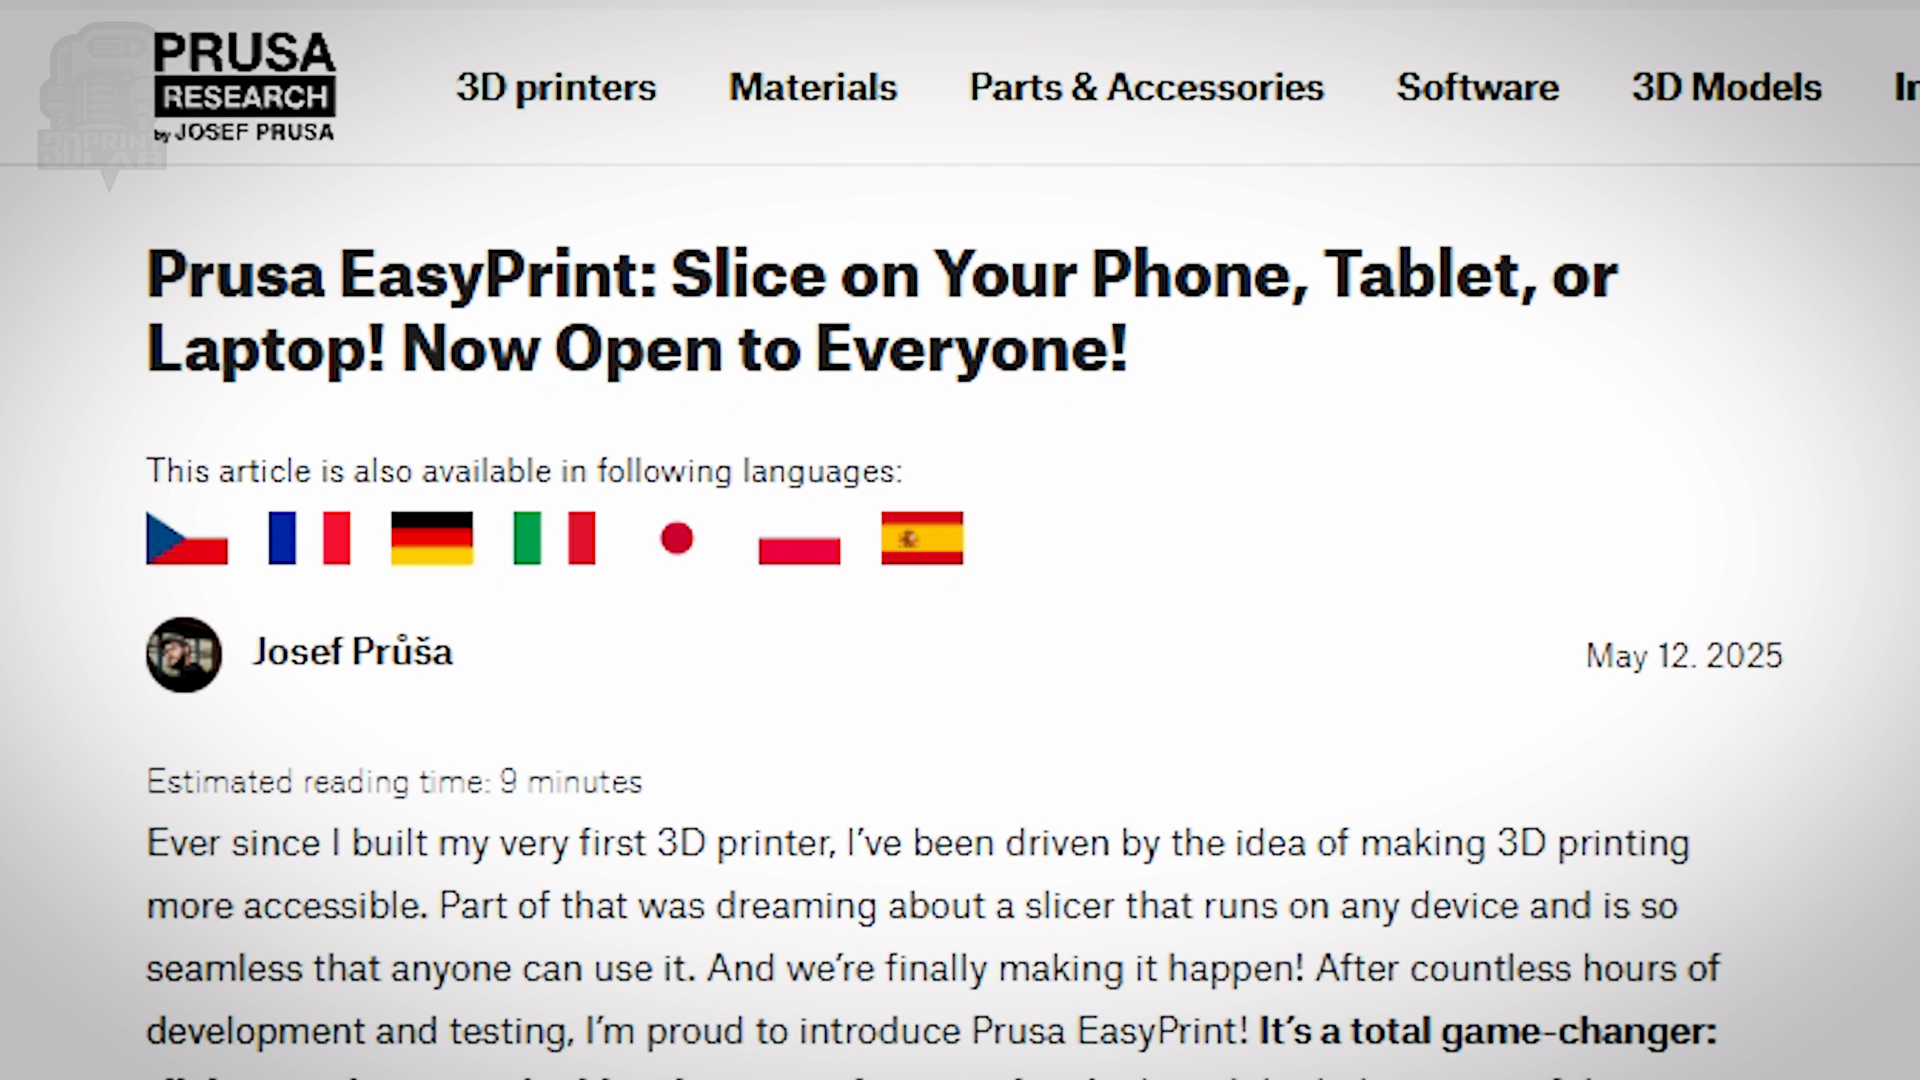 PRUSA
RESEARCH
by JOSEF PRUSA
3D PRINT
LAB
3D printers Materials Parts & Accessories Software 3D Models
Prusa EasyPrint: Slice on Your Phone, Tablet, or
Laptop! Now Open to Everyone!
This article is also available in following languages:
Josef Průša
May 12. 2025
Estimated reading time: 9 minutes
Ever since I built my very first 3D printer, I’ve been driven by the idea of making 3D printing
more accessible. Part of that was dreaming about a slicer that runs on any device and is so
seamless that anyone can use it. And we’re finally making it happen! After countless hours of
development and testing, I’m proud to introduce Prusa EasyPrint! It’s a total game-changer: